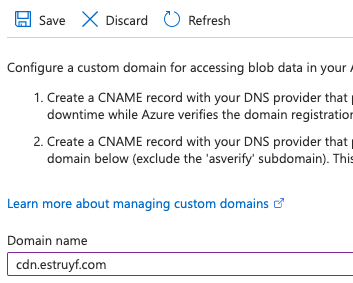 Save Discard Refresh
Configure a custom domain for accessing blob data in your
1. Create a CNAME record with your DNS provider that
downtime while Azure verifies the domain registration
2. Create a CNAME record with your DNS provider that
domain below (exclude the 'asverify' subdomain). This
Learn more about managing custom domains
Domain name
cdn.estruyf.com